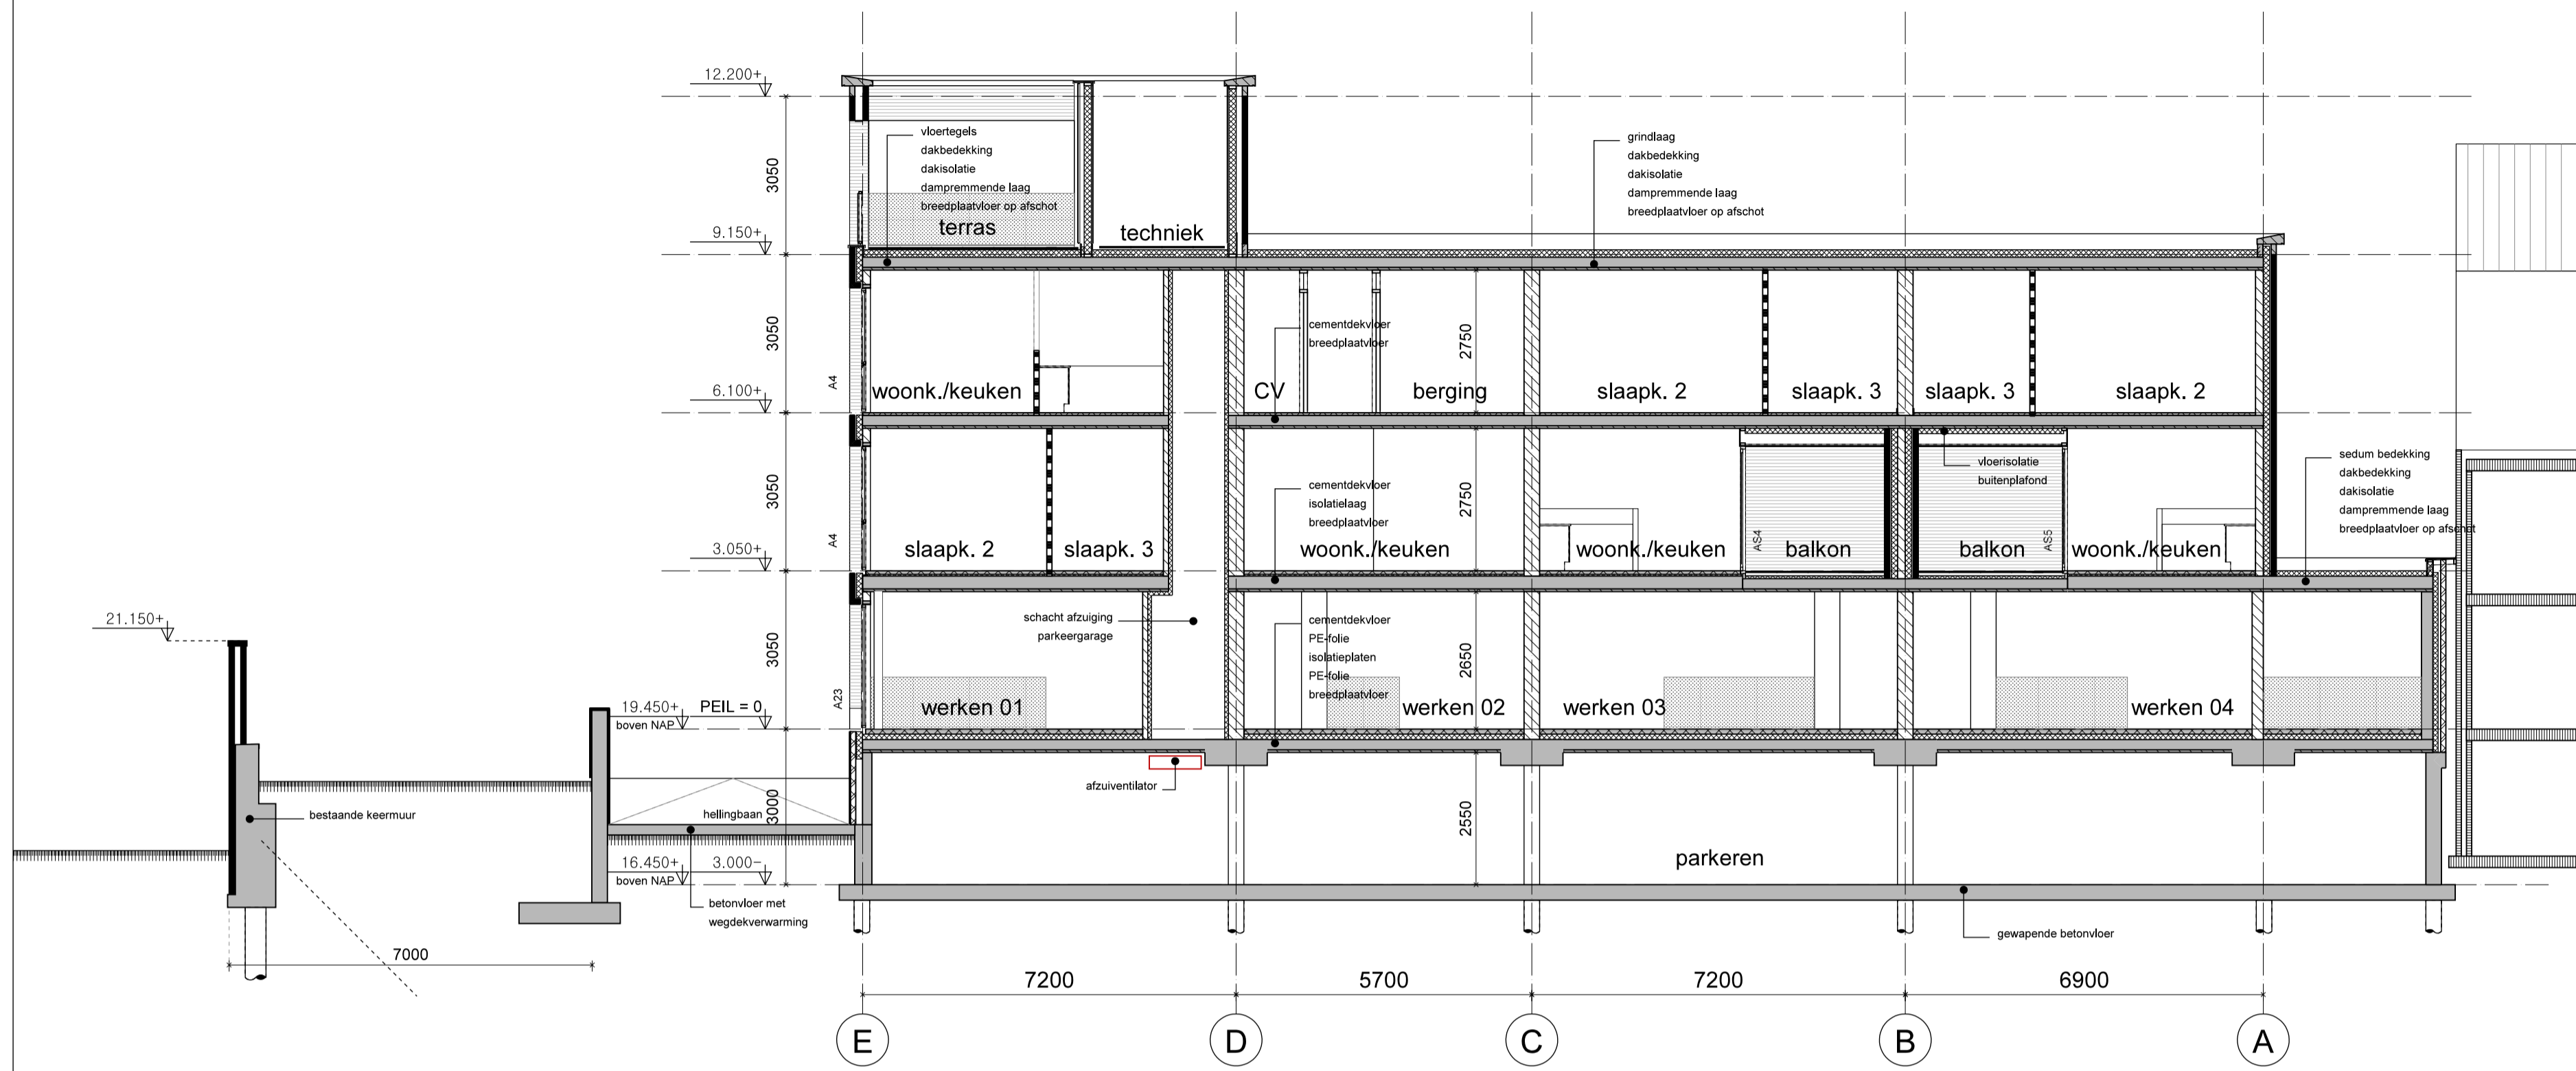 12.200+
3050
vloertegels
dakbedekking
dakisolatie
dampremmende laag
breedplaatvloer op afschot
terras
techniek
grindlaag
dakbedekking
dakisolatie
dampremmende laag
breedplaatvloer op afschot
9.150+
3050
A4
woonk./keuken
cementdekvloer
breedplaatvloer
CV
berging
2750
slaapk. 2
slaapk. 3
slaapk. 3
slaapk. 2
6.100+
3050
A4
slaapk. 2
slaapk. 3
cementdekvloer
isolatielaag
breedplaatvloer
woonk./keuken
2750
woonk./keuken
AS4
balkon
vloerisolatie
buitenplafond
balkon
AS5
woonk./keuken
sedum bedekking
dakbedekking
dakisolatie
dampremmende laag
breedplaatvloer op afschot
3.050+
3050
A23
werken 01
schacht afzuiging
parkeergarage
cementdekvloer
PE-folie
isolatieplaten
PE-folie
breedplaatvloer
2650
werken 02
werken 03
werken 04
21.150+
19.450+ PEIL = 0
boven NAP
bestaande keermuur
hellingbaan
3000
afzuiventilator
2550
parkeren
16.450+ 3.000-
boven NAP
betonvloer met
wegdekverwarming
gewapende betonvloer
7000
7200
5700
7200
6900
E
D
C
B
A